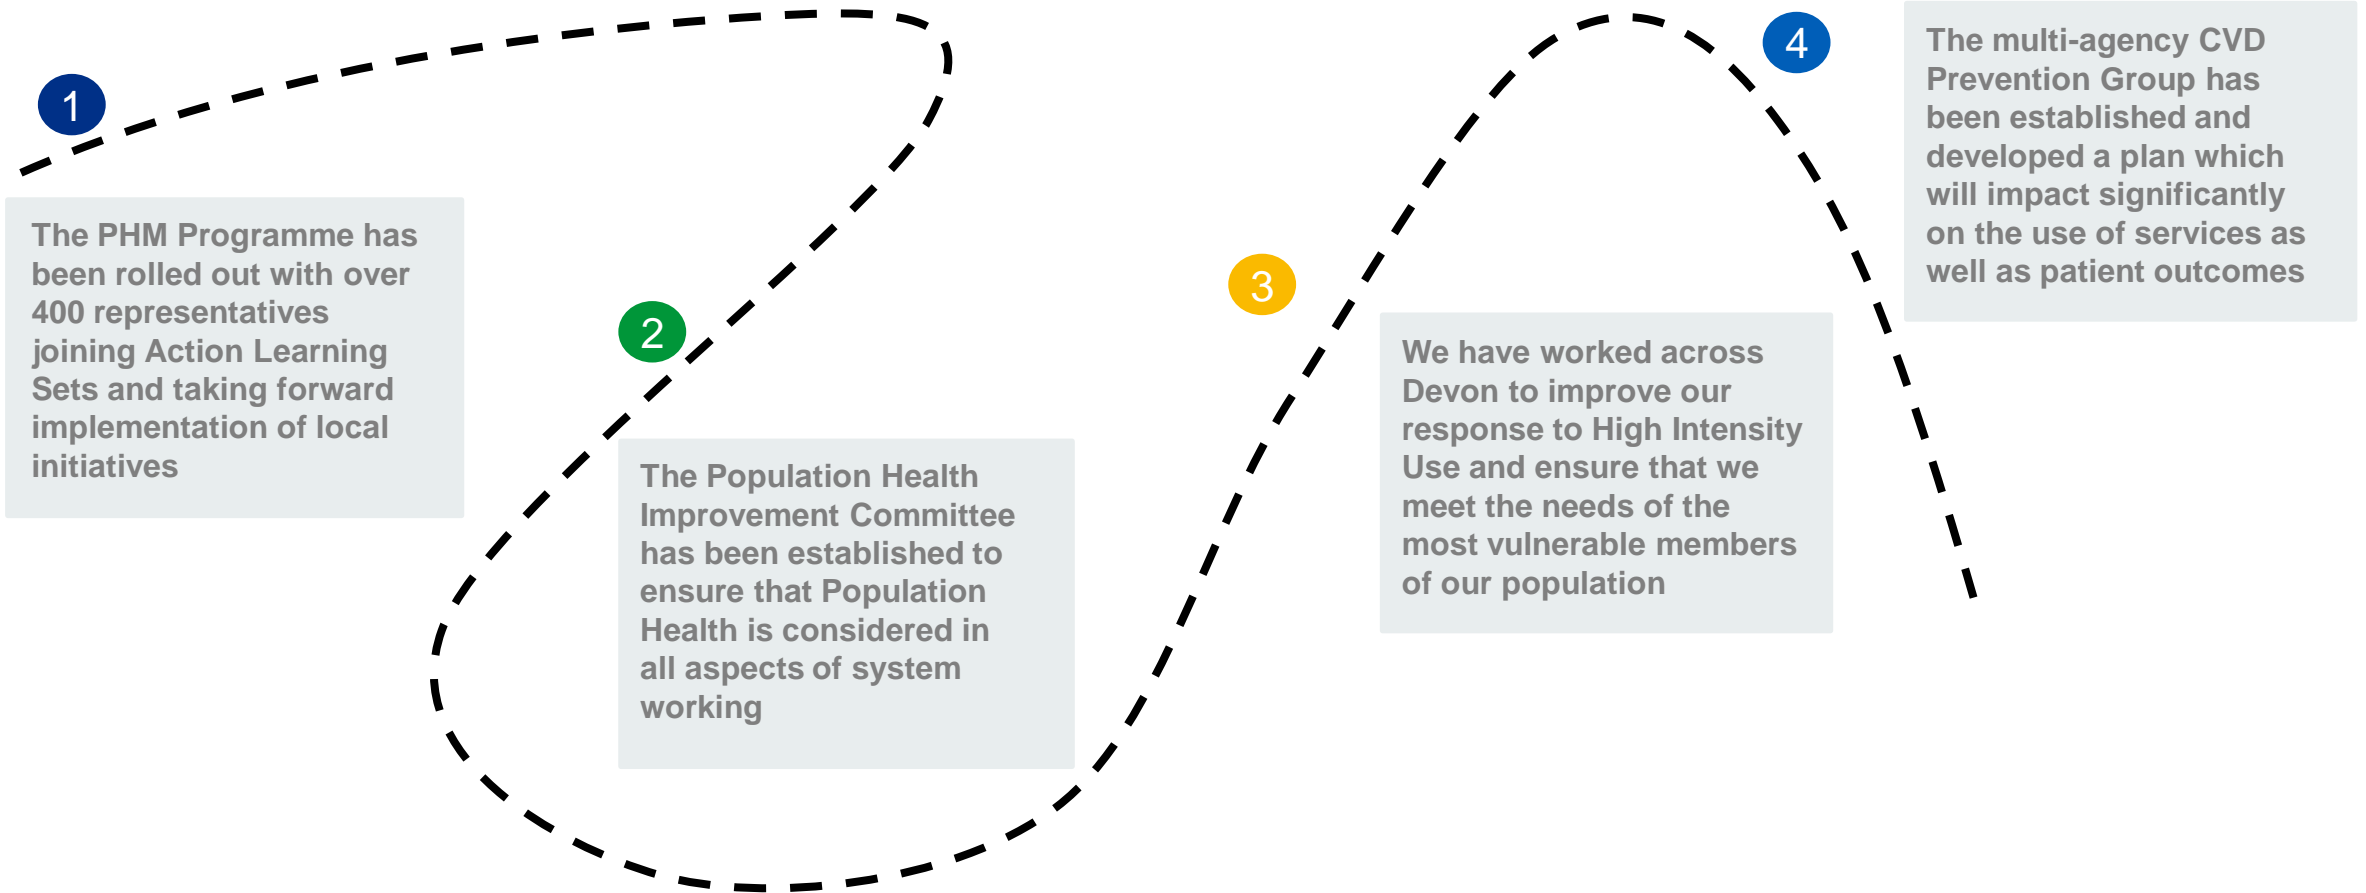 1
The PHM Programme has
been rolled out with over
400 representatives
joining Action Learning
Sets and taking forward
implementation of local
initiatives
2
The Population Health
Improvement Committee
has been established to
ensure that Population
Health is considered in
all aspects of system
working
3
We have worked across
Devon to improve our
response to High Intensity
Use and ensure that we
meet the needs of the
most vulnerable members
of our population
4
The multi-agency CVD
Prevention Group has
been established and
developed a plan which
will impact significantly
on the use of services as
well as patient outcomes